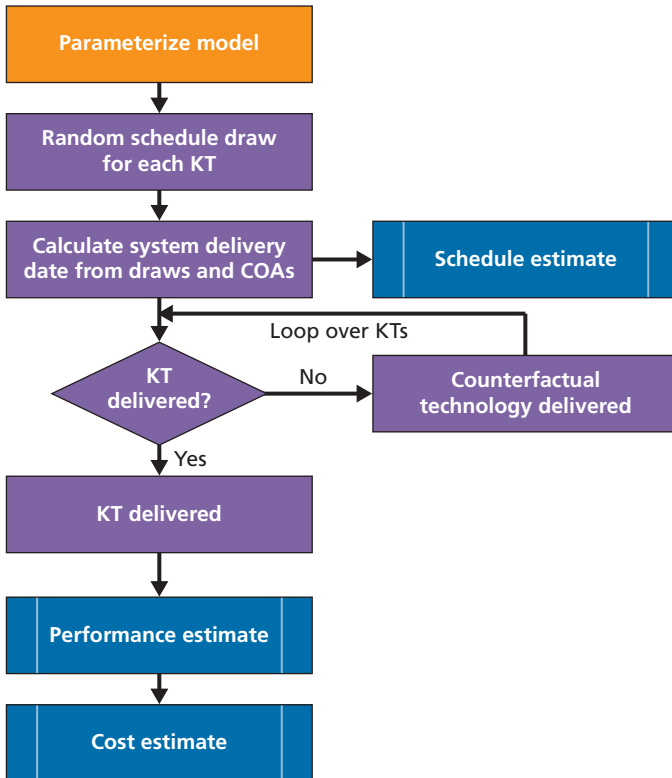 Parameterize model
Random schedule draw
for each KT
Calculate system delivery
date from draws and COAs
Schedule estimate
Loop over KTs
KT
delivered?
No
Counterfactual
technology delivered
Yes
KT delivered
Performance estimate
Cost estimate